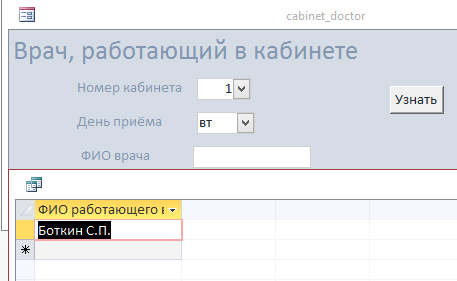 cabinet_doctor
Врач, работающий в кабинете
Номер кабинета 1
Узнать
День приёма вт
ФИО врача
ФИО работающего в
Боткин С.П.